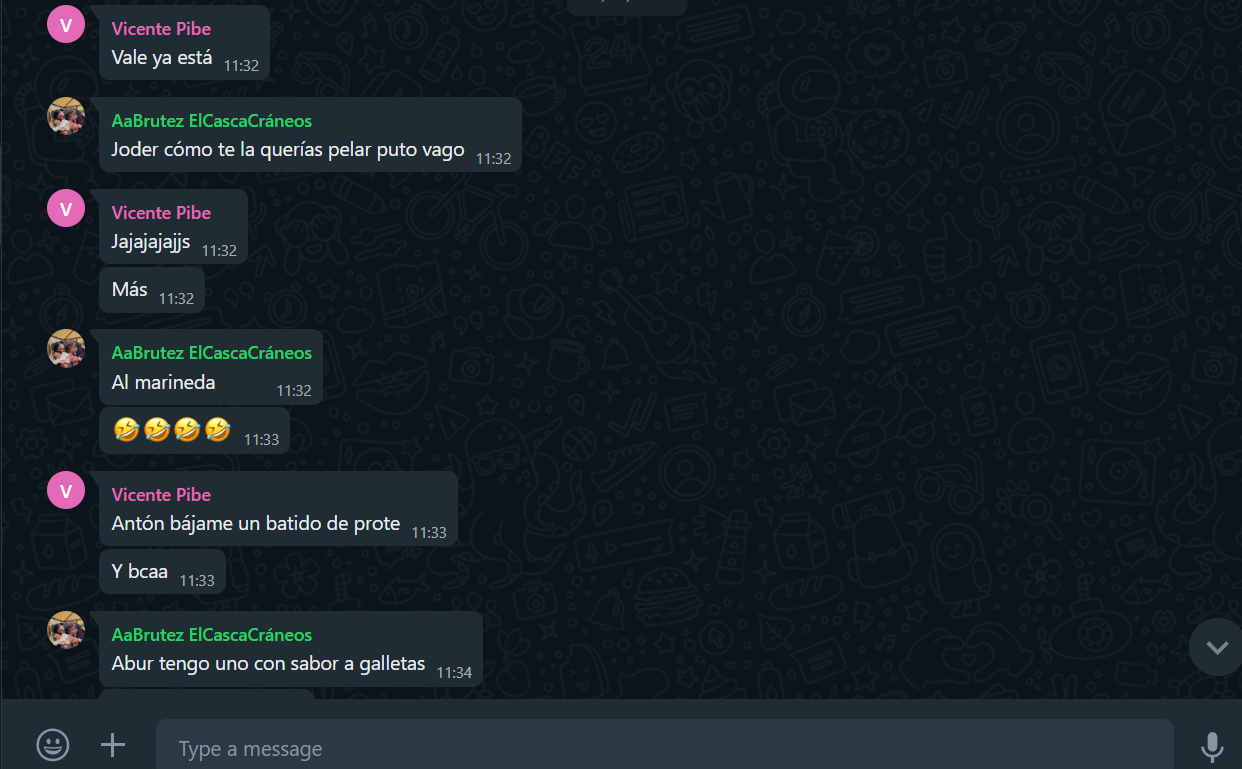 V
Vicente Pibe
Vale ya está 11:32
AaBrutez ElCascaCráneos
Joder cómo te la querías pelar puto vago 11:32
V
Vicente Pibe
Jajajajajjs 11:32
Más 11:32
AaBrutez ElCascaCráneos
Al marineda 11:32
🤣🤣🤣🤣 11:33
V
Vicente Pibe
Antón bájame un batido de prote 11:33
Y bcaa 11:33
AaBrutez ElCascaCráneos
Abur tengo uno con sabor a galletas 11:34
Type a message